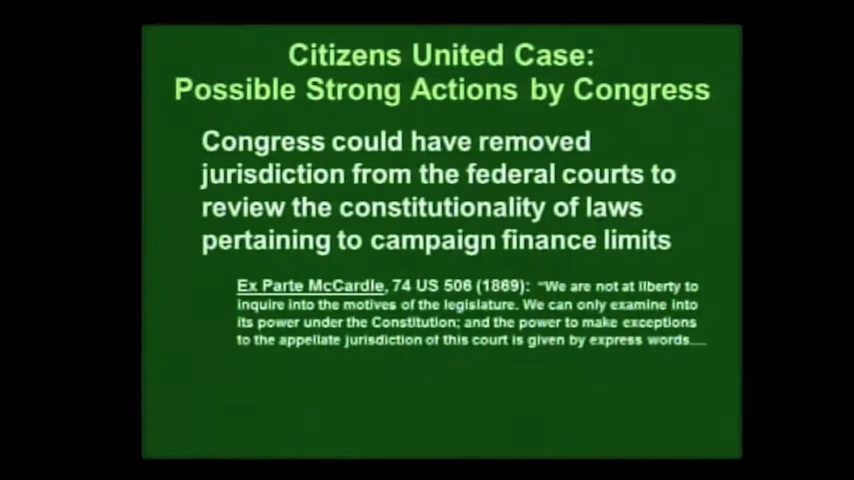 Citizens United Case:
Possible Strong Actions by Congress
Congress could have removed
jurisdiction from the federal courts to
review the constitutionality of laws
pertaining to campaign finance limits
Ex Parte McCardle, 74 US 506 (1869): “We are not at liberty to
inquire into the motives of the legislature. We can only examine into
its power under the Constitution; and the power to make exceptions
to the appellate jurisdiction of this court is given by express words....